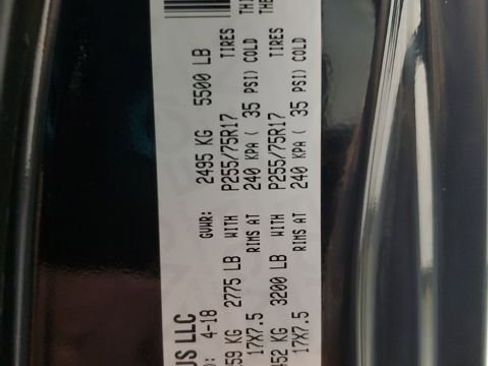 US LLC
4-18 GVWR: 2495 KG 5500 LB
KG 2775 LB WITH P255/75R17 TIRES
17X7.5 RIMS AT 240 KPA ( 35 PSI) COLD
KG 3200 LB WITH P255/75R17 TIRES
17X7.5 RIMS AT 240 KPA ( 35 PSI) COLD